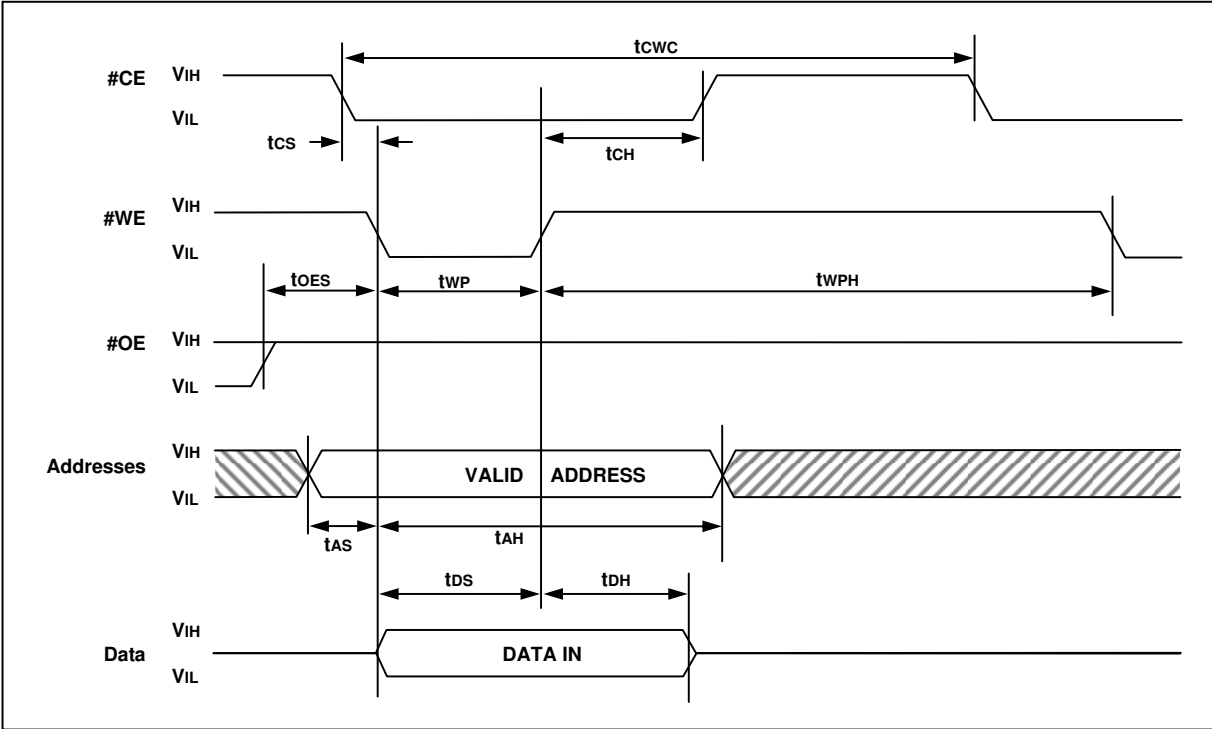 tCWC
#CE VIH
VIL
tCS
tCH
#WE VIH
VIL
tOES tWP tWPH
#OE VIH
VIL
Addresses VIH
VALID ADDRESS
VIL
tAS tAH
tDS tDH
VIH
Data DATA IN
VIL